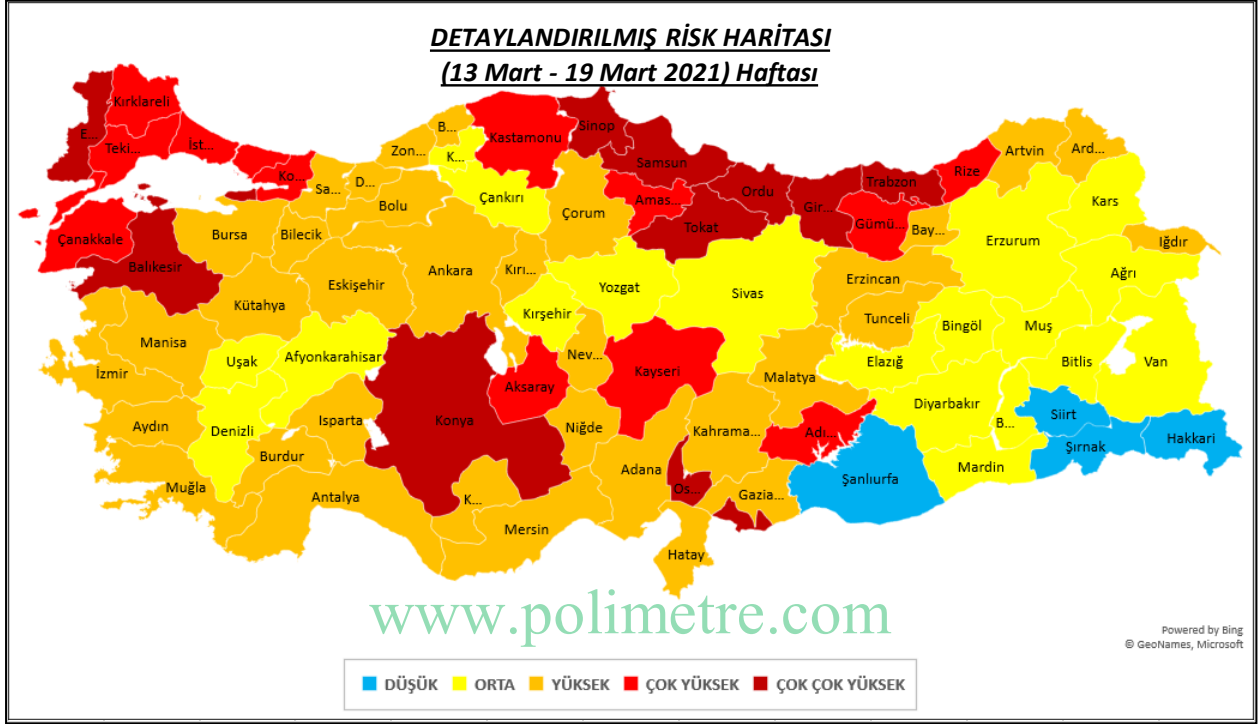 DETAYLANDIRILMIŞ RİSK HARİTASI
(13 Mart - 19 Mart 2021) Haftası
Kırklareli
E...
Tekl...
İst...
Ko...
Sa...
D...
Zon...
B...
K...
Kastamonu
Sinop
Samsun
Çankırı
Bolu
Çorum
Amas...
Tokat
Ordu
Gir...
Trabzon
Gümü...
Rize
Artvin
Ard...
Kars
Bay...
Erzurum
Iğdır
Ağrı
Çanakkale
Balıkesir
Bursa
Bilecik
Eskişehir
Ankara
Kırı...
Kütahya
Yozgat
Sivas
Erzincan
Tunceli
Bingöl
Muş
Kırşehir
Manisa
Uşak
Afyonkarahisar
İzmir
Aksaray
Nev...
Kayseri
Malatya
Elazığ
Bitlis
Van
Aydın
Denizli
Isparta
Konya
Niğde
Kahrama...
Adı...
Diyarbakır
B...
Siirt
Şırnak
Hakkari
Burdur
Muğla
Antalya
K...
Mersin
Adana
Os...
Gazia...
Şanlıurfa
Mardin
Hatay
www.polimetre.com
Powered by Bing
© GeoNames, Microsoft
DÜŞÜK ORTA YÜKSEK ÇOK YÜKSEK ÇOK ÇOK YÜKSEK